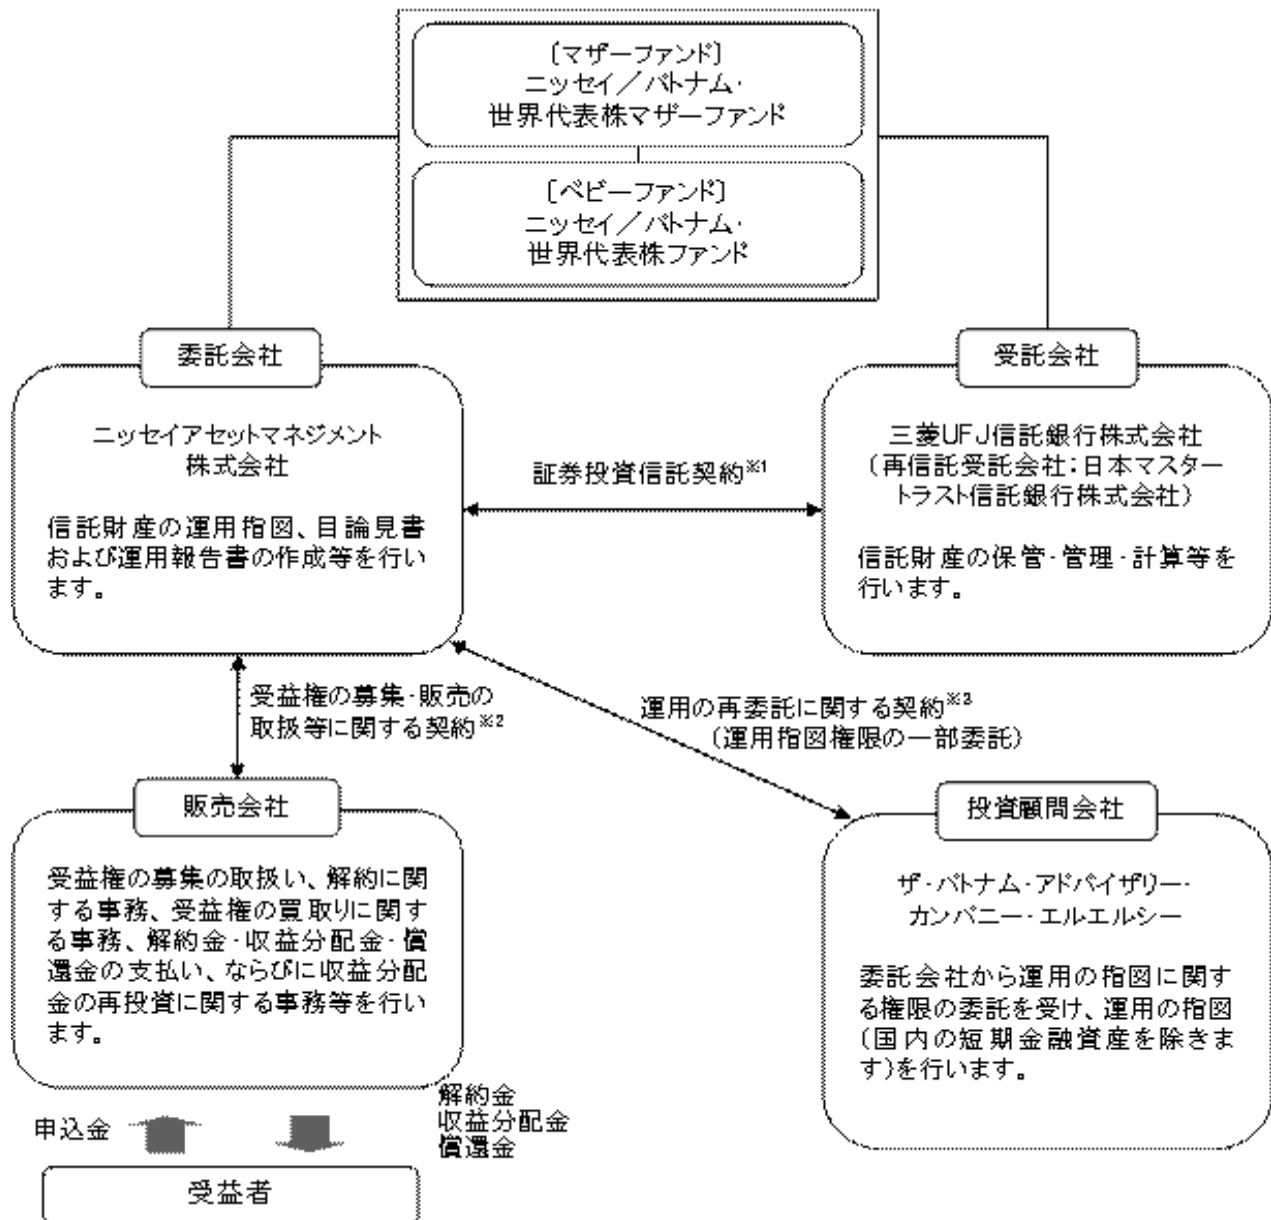 〔マザーファンド〕
ニッセイ／パトナム・
世界代表株マザーファンド
〔ベビーファンド〕
ニッセイ／パトナム・
世界代表株ファンド
委託会社
ニッセイアセットマネジメント
株式会社
信託財産の運用指図、目論見書
および運用報告書の作成等を行い
ます。
証券投資信託契約※1
受託会社
三菱UFJ信託銀行株式会社
（再信託受託会社：日本マスター
トラスト信託銀行株式会社）
信託財産の保管・管理・計算等を
行います。
受益権の募集・販売の
取扱等に関する契約※2
運用の再委託に関する契約※3
（運用指図権限の一部委託）
販売会社
受益権の募集の取扱い、解約に関
する事務、受益権の買取りに関す
る事務、解約金・収益分配金・償
還金の支払い、ならびに収益分配
金の再投資に関する事務等を行い
ます。
投資顧問会社
ザ・パトナム・アドバイザリー・
カンパニー・エルエルシー
委託会社から運用の指図に関す
る権限の委託を受け、運用の指図
（国内の短期金融資産を除きま
す）を行います。
申込金
解約金
収益分配金
償還金
受益者